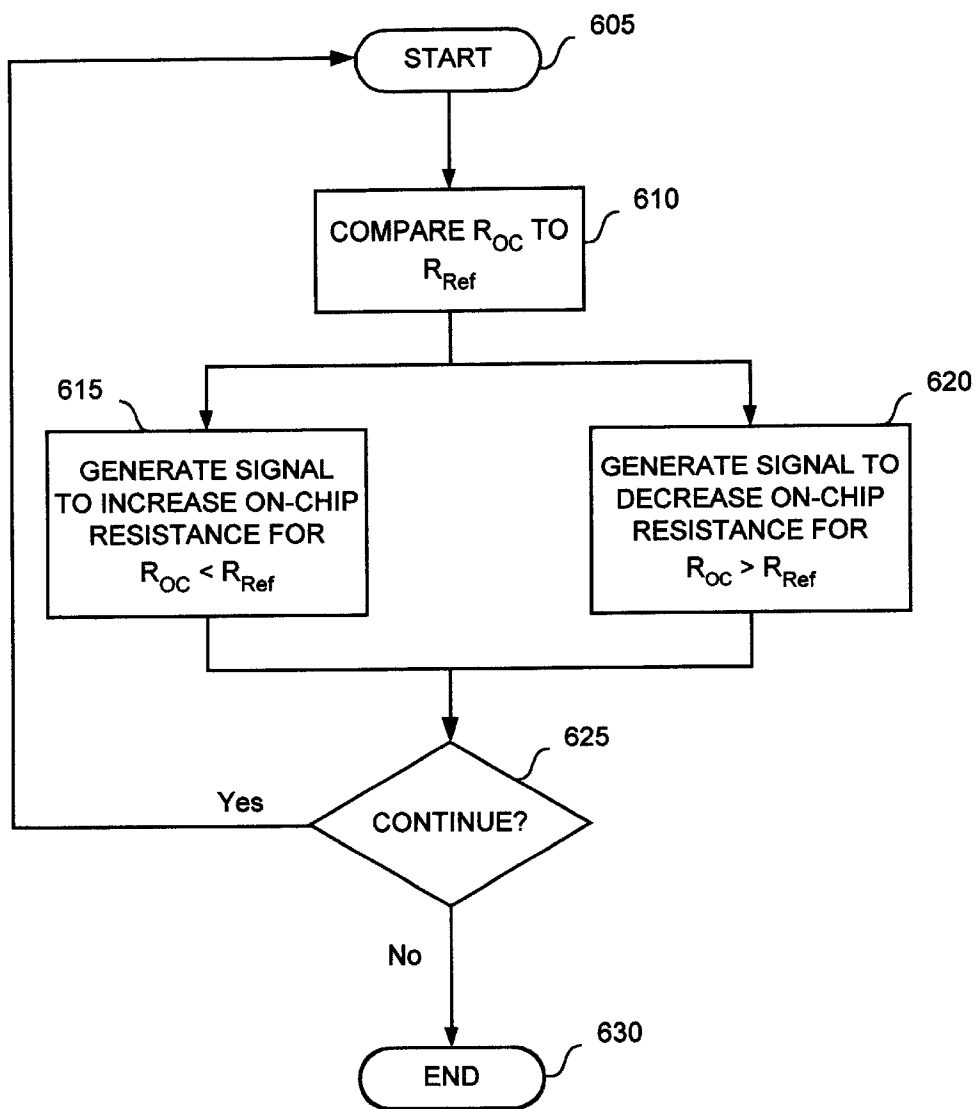 605
START
610
COMPARE R_OC TO
R_Ref
615
GENERATE SIGNAL
TO INCREASE ON-CHIP
RESISTANCE FOR
R_OC < R_Ref
620
GENERATE SIGNAL TO
DECREASE ON-CHIP
RESISTANCE FOR
R_OC > R_Ref
625
Yes
CONTINUE?
No
630
END